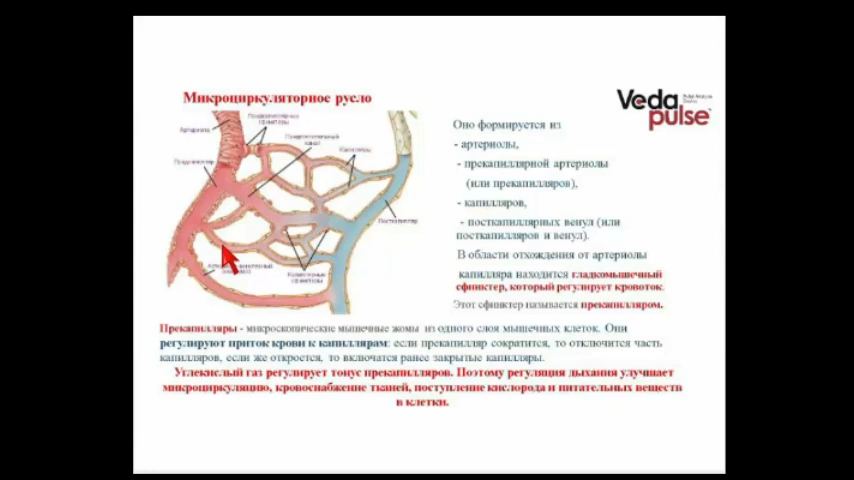 Микроциркуляторное русло
Veda
pulse
Оно формируется из
- артериолы,
- прекапиллярной артериолы
(или прекапилляров),
- капилляров,
- посткапиллярных венул (или
посткапилляров и венул).
В области отхождения от артериолы
капилляра находится гладкомышечный
сфинктер, который регулирует кровоток.
Этот сфинктер называется прекапилляром.
Артериола
Прекапиллярные
сфинктеры
Прекапилляр
Капилляры
Посткапилляр
Прекапилляры - микроскопические мышечные жомы из одного слоя мышечных клеток. Они
регулируют приток крови к капиллярам: если прекапилляр сократится, то отключится часть
капилляров, если же откроется, то включатся ранее закрытые капилляры.
Углекислый газ регулирует тонус прекапилляров. Поэтому регуляция дыхания улучшает
микроциркуляцию, кровоснабжение тканей, поступление кислорода и питательных веществ
в клетки.